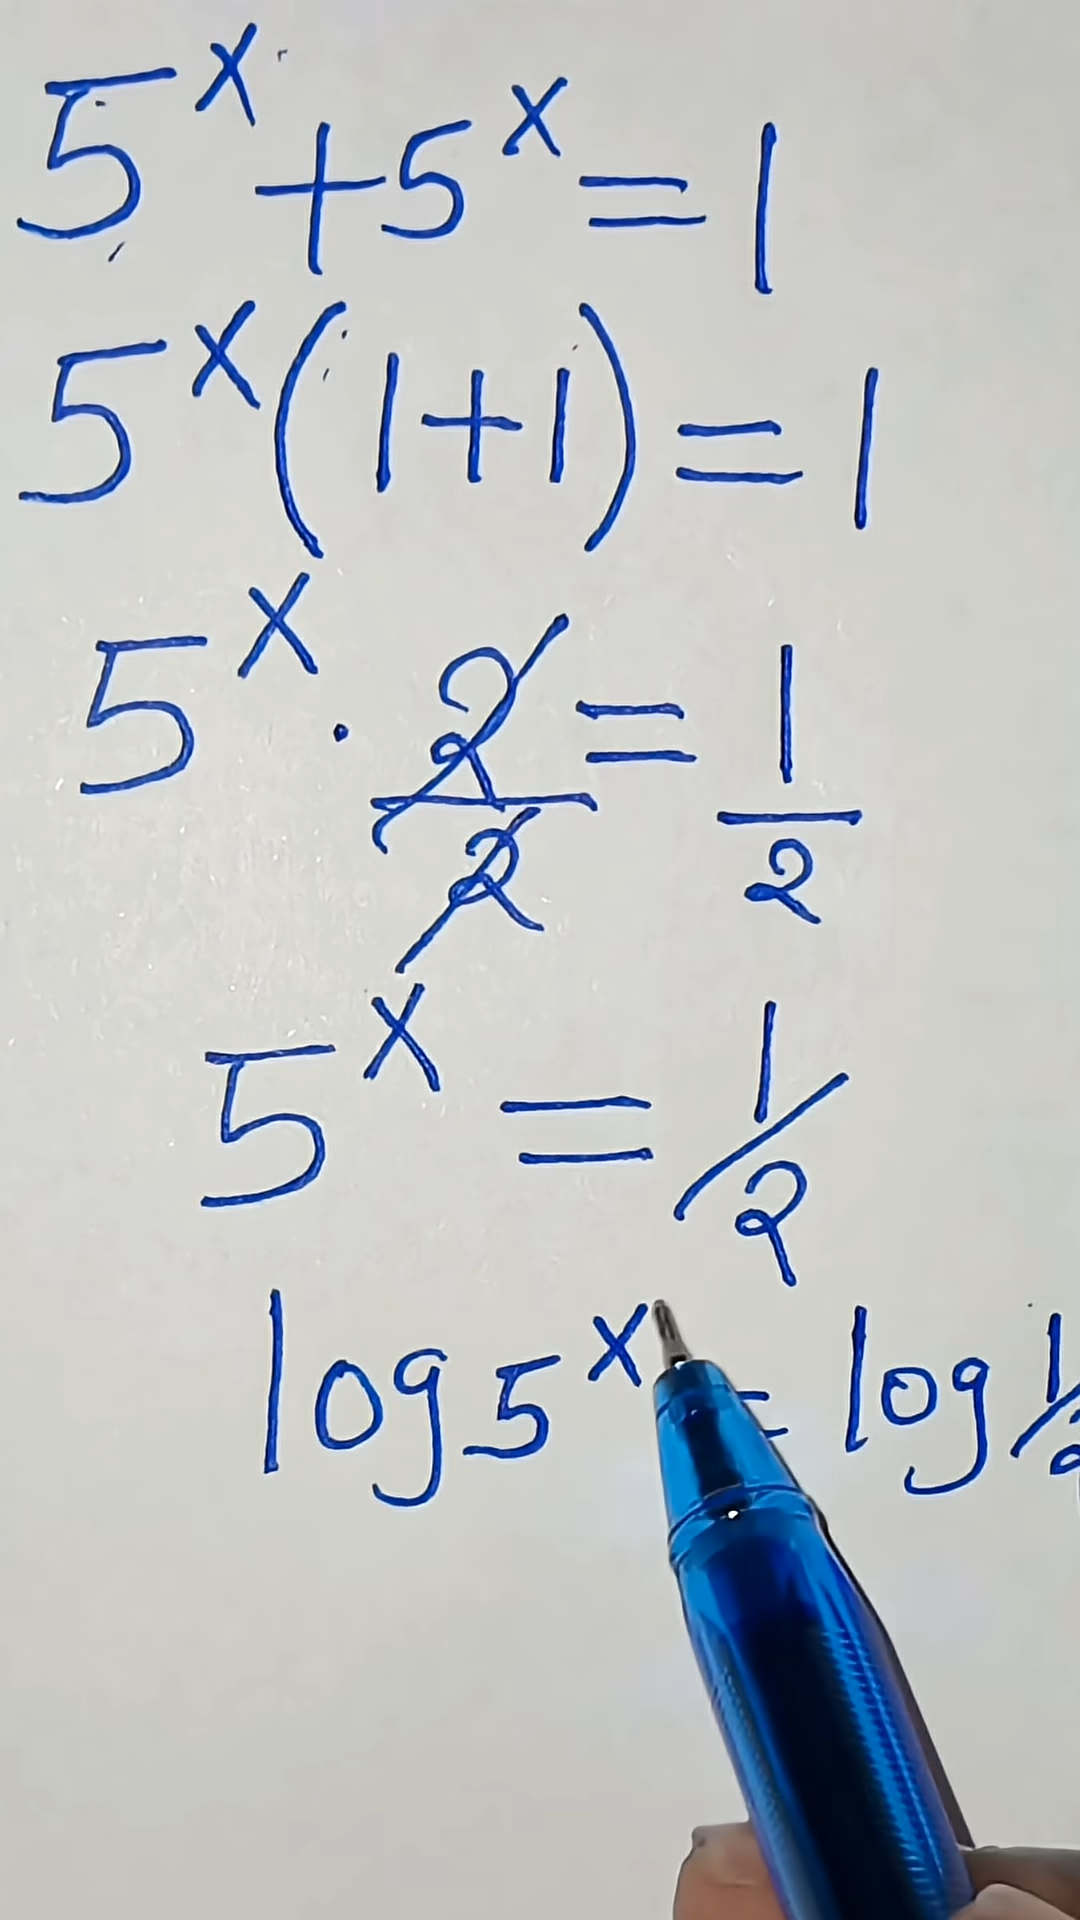 5^x + 5^x = 1
5^x (1 + 1) = 1
5^x · 2/2 = 1/2
5^x = 1/2
log 5^x = log 1/2